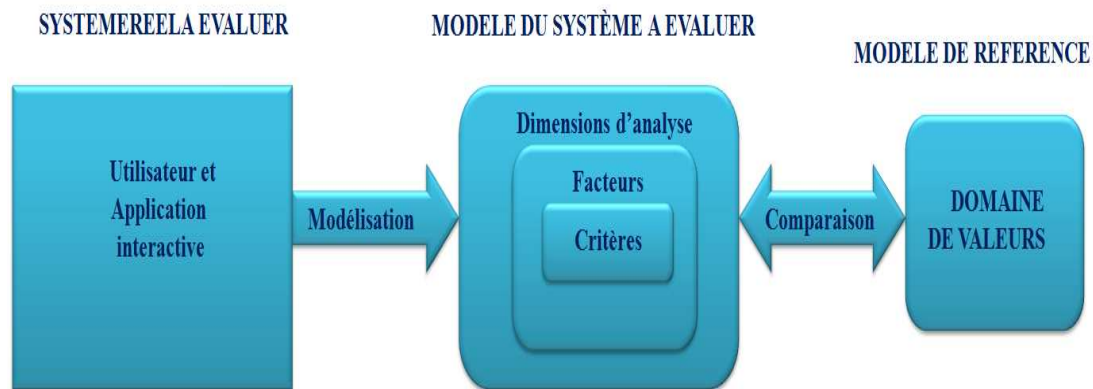 SYSTEMEREELA EVALUER
MODELE DU SYSTÈME A EVALUER
MODELE DE REFERENCE
Utilisateur et
Application
interactive
Modélisation
Dimensions d'analyse
Facteurs
Critères
Comparaison
DOMAINE
DE VALEURS